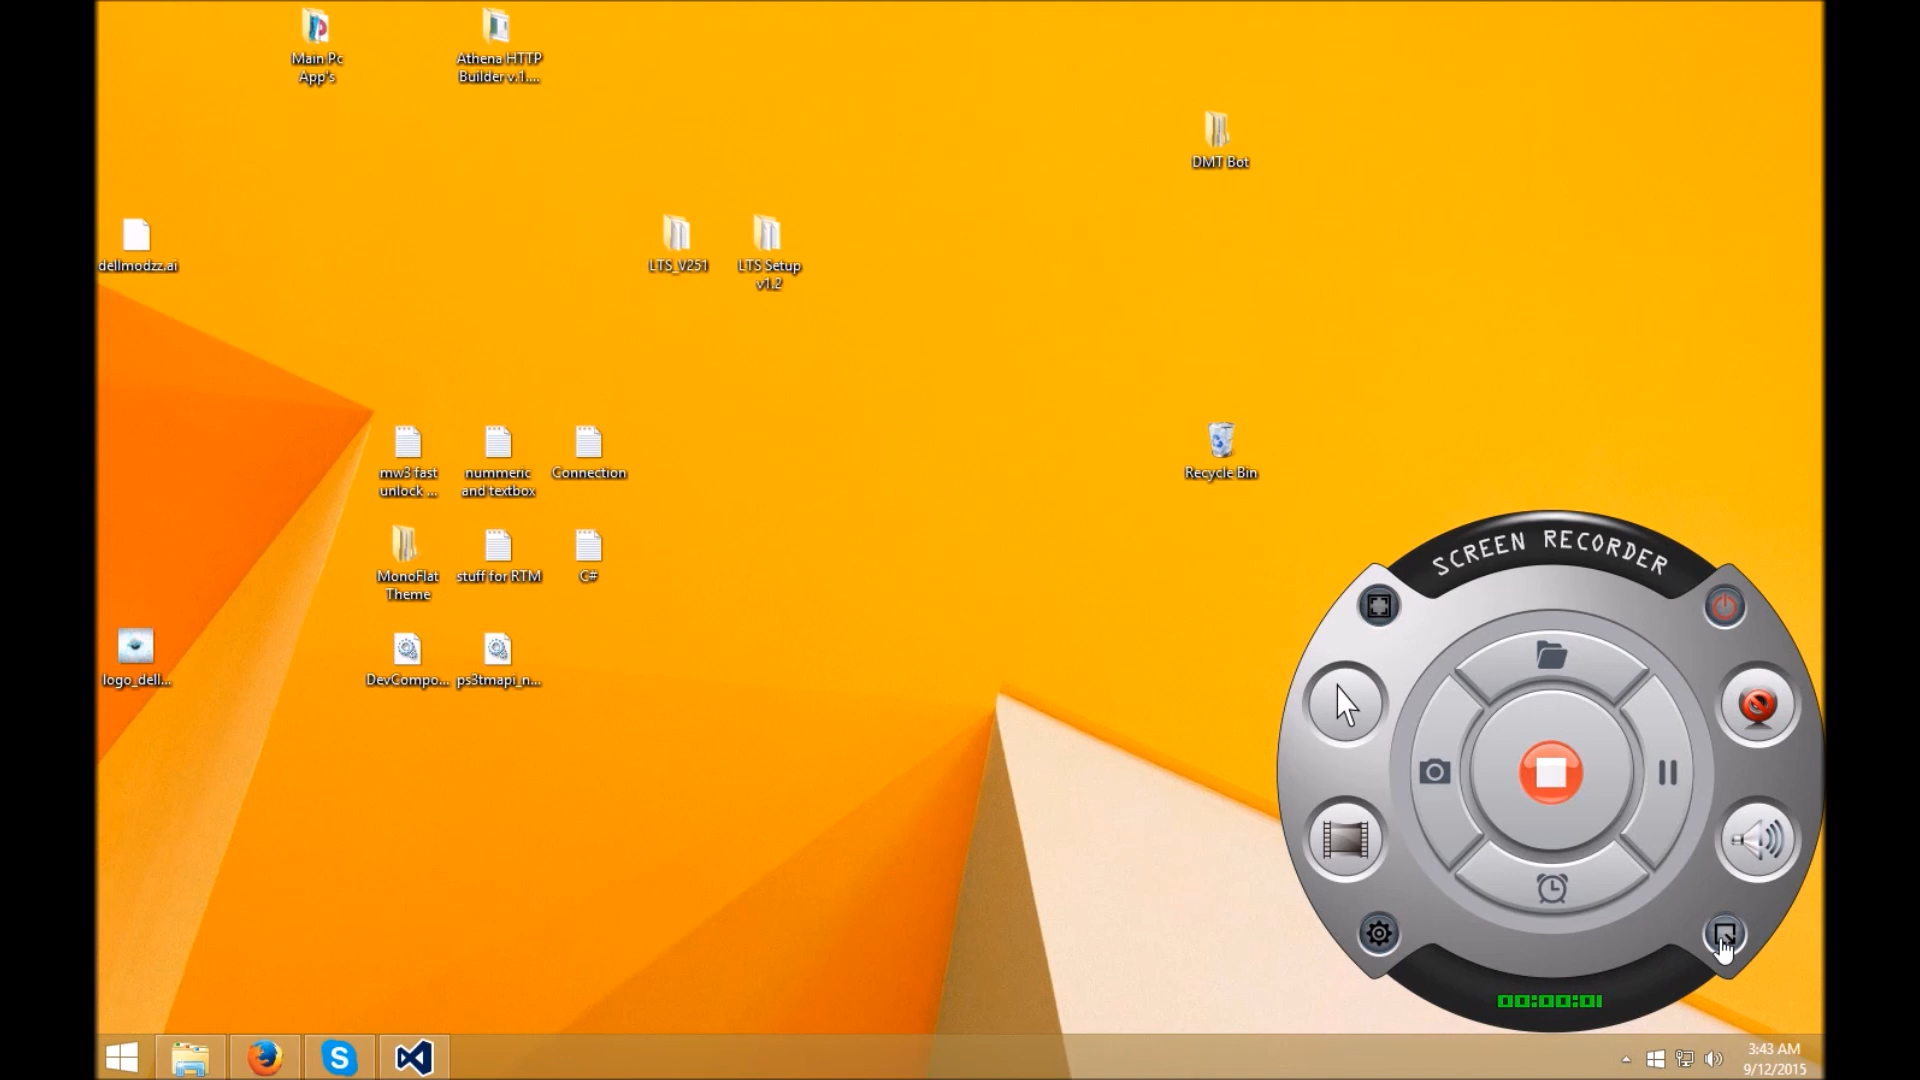 Main Pc
App's
Athena HTTP
Builder v.1....
DMT Bot
dellmodzz.ai
LTS_V251
LTS Setup
v1.2
mw3 fast
unlock ...
nummeric
and textbox
Connection
Recycle Bin
MonoFlat
Theme
stuff for RTM
C#
logo_dell...
DevCompo...
ps3tmapi_n...
SCREEN RECORDER
00:00:01
S
3:43 AM
9/12/2015